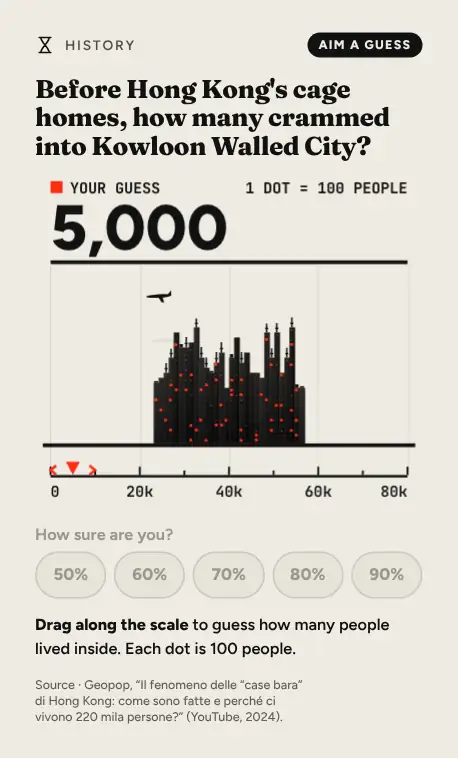 HISTORY
AIM A GUESS
Before Hong Kong's cage
homes, how many crammed
into Kowloon Walled City?
YOUR GUESS
1 DOT = 100 PEOPLE
5,000
0 20k 40k 60k 80k
How sure are you?
50% 60% 70% 80% 90%
Drag along the scale to guess how many people
lived inside. Each dot is 100 people.
Source · Geopop, “Il fenomeno delle “case bara”
di Hong Kong: come sono fatte e perché ci
vivono 220 mila persone?” (YouTube, 2024).